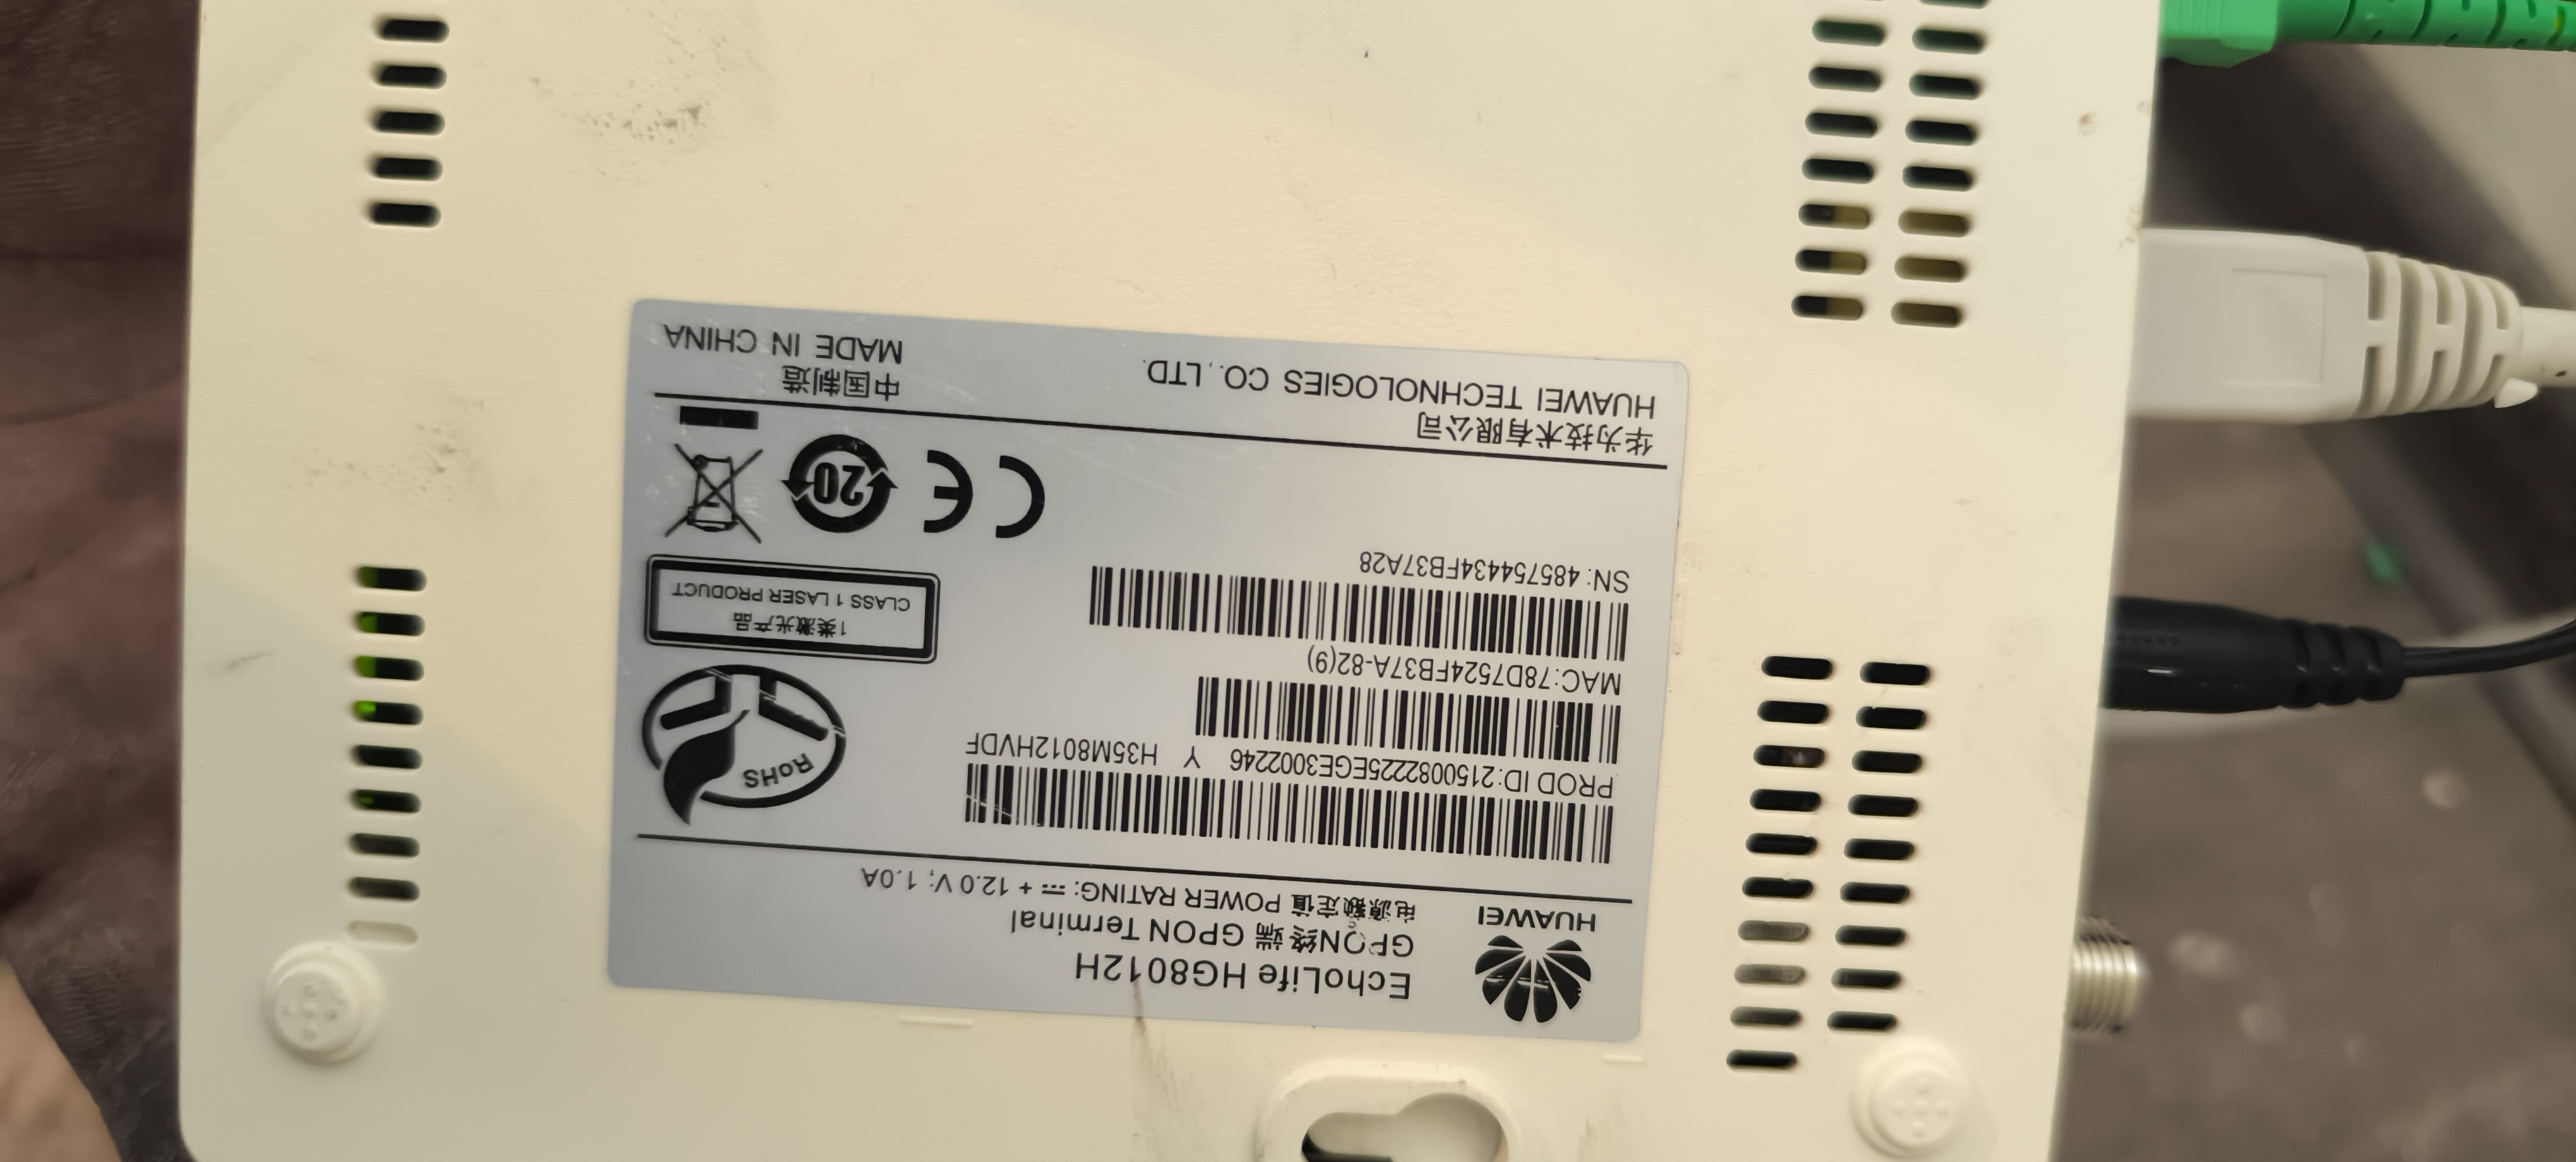 HUAWEI
EchoLife HG8012H
GPON终端 GPON Terminal
电源额定值 POWER RATING: ⎓ + 12.0 V; 1.0A
PROD ID:2150082225EGE3002246 Y H35M8012HVDF
MAC:78D7524FB37A-82(9)
SN: 485754434FB37A28
RoHS
1类激光产品
CLASS 1 LASER PRODUCT
CE
20
华为技术有限公司
HUAWEI TECHNOLOGIES CO., LTD.
中国制造
MADE IN CHINA